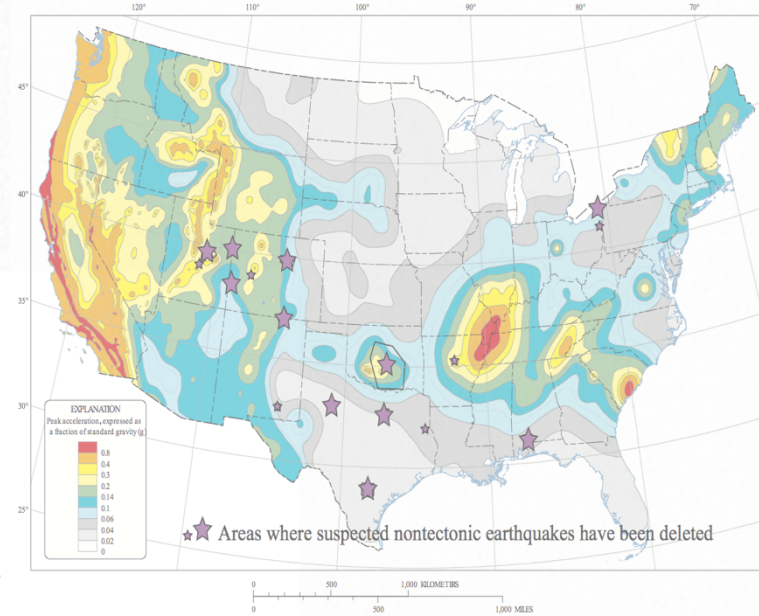 120° 110° 100° 90° 80° 70°
45°
40°
35°
30°
25°
EXPLANATION
Peak acceleration, expressed as
a fraction of standard gravity (g)
0.8
0.4
0.3
0.2
0.14
0.1
0.06
0.04
0.02
0
Areas where suspected nontectonic earthquakes have been deleted
0 500 1,000 KILOMETERS
0 500 1,000 MILES